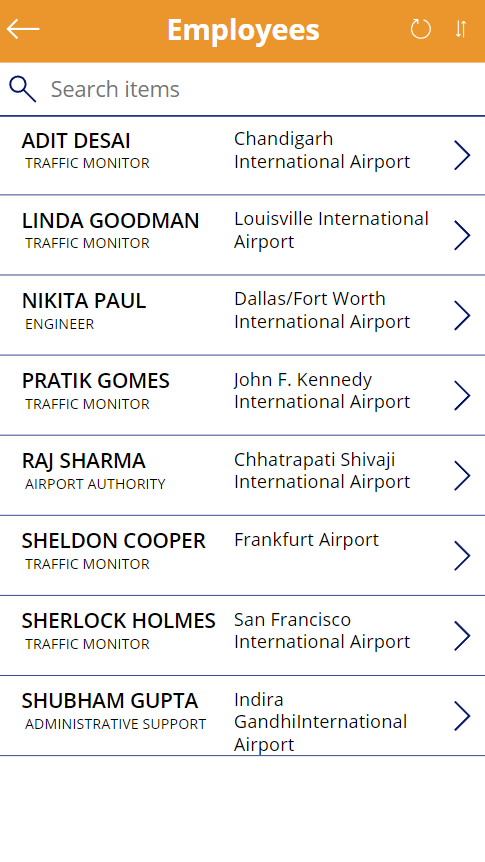 Employees
Search items
ADIT DESAI
TRAFFIC MONITOR
Chandigarh
International Airport
LINDA GOODMAN
TRAFFIC MONITOR
Louisville International
Airport
NIKITA PAUL
ENGINEER
Dallas/Fort Worth
International Airport
PRATIK GOMES
TRAFFIC MONITOR
John F. Kennedy
International Airport
RAJ SHARMA
AIRPORT AUTHORITY
Chhatrapati Shivaji
International Airport
SHELDON COOPER
TRAFFIC MONITOR
Frankfurt Airport
SHERLOCK HOLMES
TRAFFIC MONITOR
San Francisco
International Airport
SHUBHAM GUPTA
ADMINISTRATIVE SUPPORT
Indira
GandhiInternational
Airport